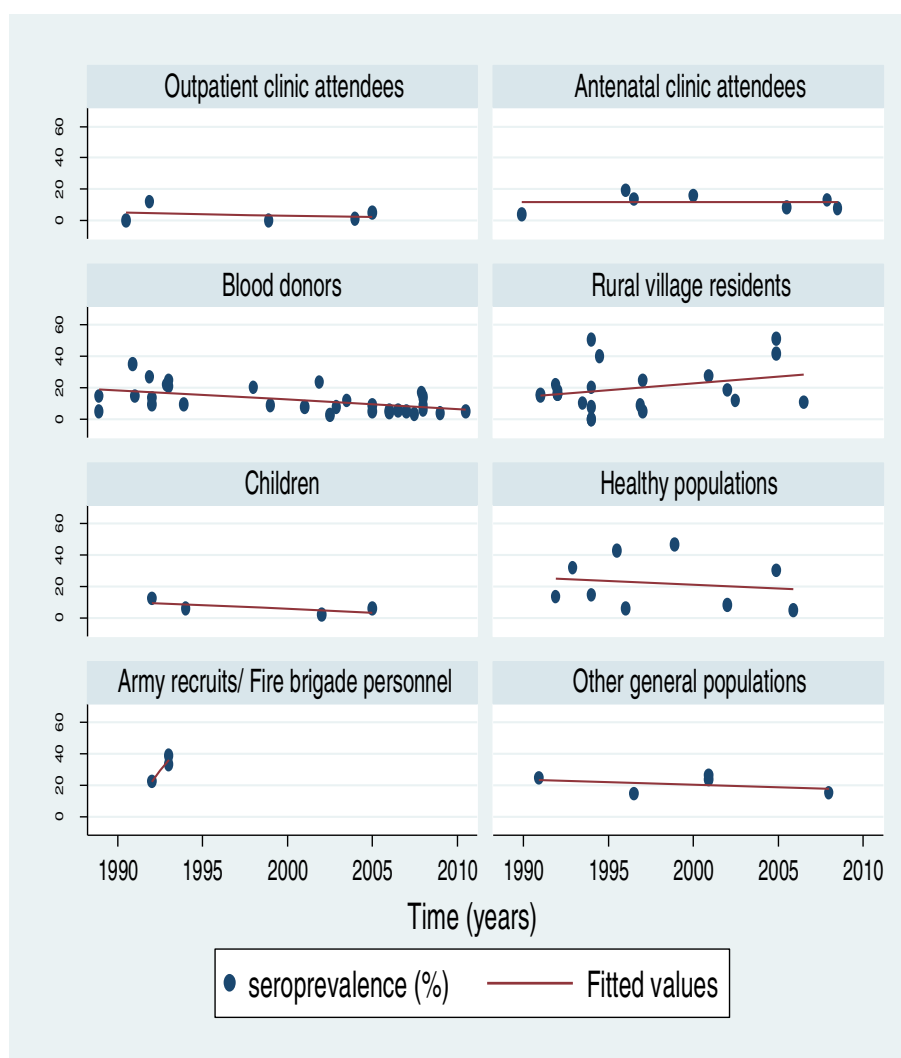 Outpatient clinic attendees
Antenatal clinic attendees
60
40
20
0
Blood donors
Rural village residents
60
40
20
0
Children
Healthy populations
60
40
20
0
Army recruits/ Fire brigade personnel
Other general populations
60
40
20
0
1990 1995 2000 2005 2010
1990 1995 2000 2005 2010
Time (years)
seroprevalence (%)
Fitted values